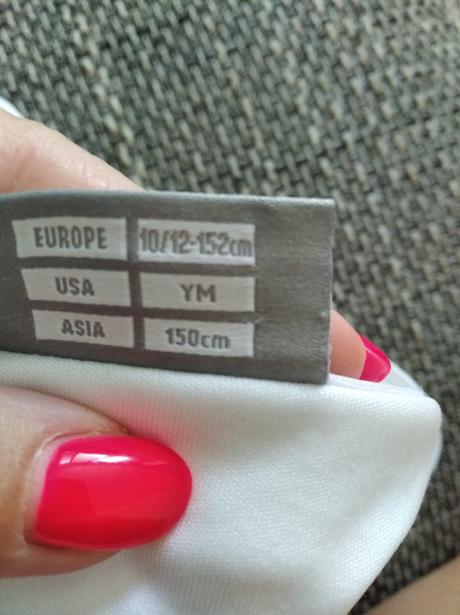 EUROPE 10/12-152cm
USA YM
ASIA 150cm